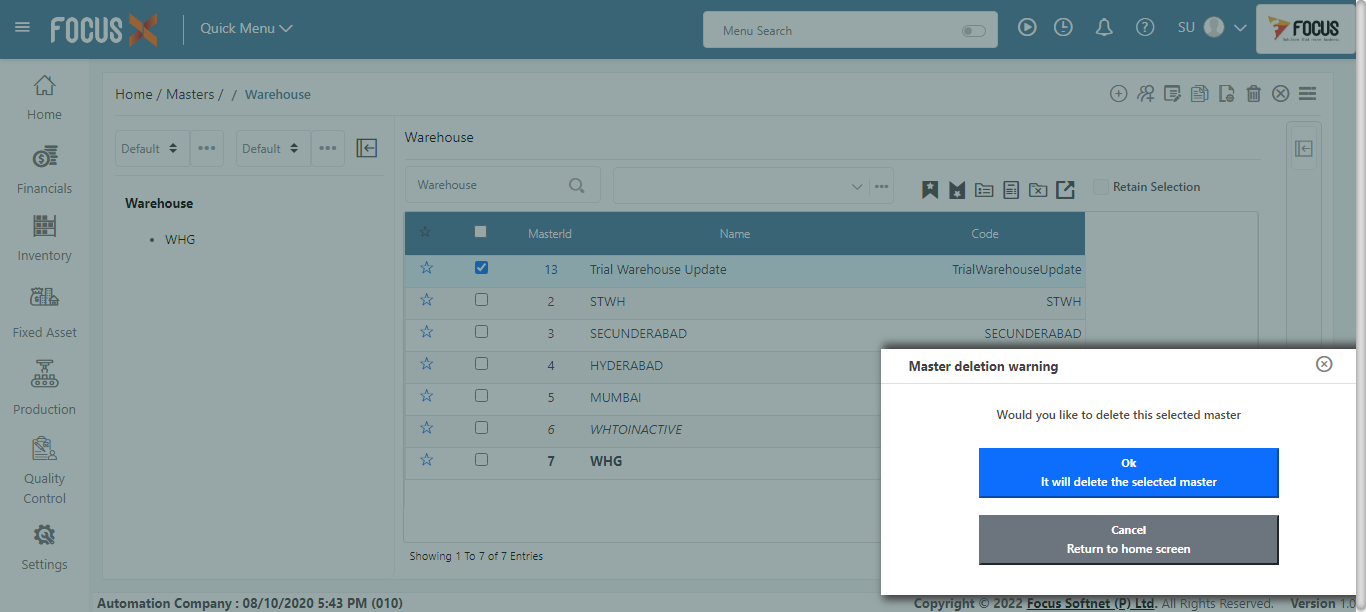 FOCUS X
Quick Menu
Menu Search
SU
FOCUS
Home
Financials
Inventory
Fixed Asset
Production
Quality
Control
Settings
Home / Masters / / Warehouse
Default
Default
Warehouse
WHG
Warehouse
Warehouse
Retain Selection
MasterId Name Code
13 Trial Warehouse Update TrialWarehouseUpdate
2 STWH STWH
3 SECUNDERABAD SECUNDERABAD
4 HYDERABAD
5 MUMBAI
6 WHTOINACTIVE
7 WHG
Showing 1 To 7 of 7 Entries
Master deletion warning
Would you like to delete this selected master
Ok
It will delete the selected master
Cancel
Return to home screen
Automation Company : 08/10/2020 5:43 PM (010)
Copyright © 2022 Focus Softnet (P) Ltd. All Rights Reserved. Version 1.0